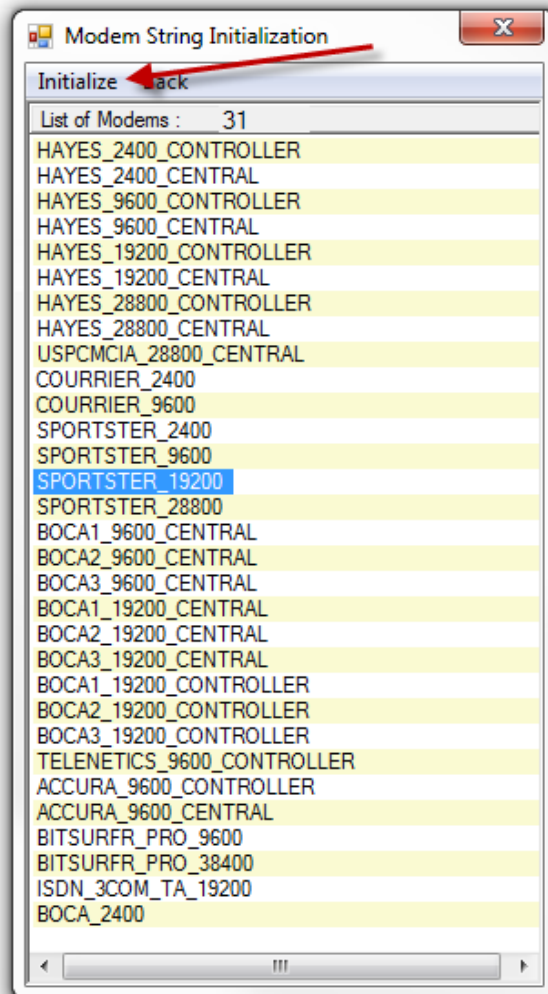 Modem String Initialization
Initialize Back
List of Modems : 31
HAYES_2400_CONTROLLER
HAYES_2400_CENTRAL
HAYES_9600_CONTROLLER
HAYES_9600_CENTRAL
HAYES_19200_CONTROLLER
HAYES_19200_CENTRAL
HAYES_28800_CONTROLLER
HAYES_28800_CENTRAL
USPCMCIA_28800_CENTRAL
COURRIER_2400
COURRIER_9600
SPORTSTER_2400
SPORTSTER_9600
SPORTSTER_19200
SPORTSTER_28800
BOCA1_9600_CENTRAL
BOCA2_9600_CENTRAL
BOCA3_9600_CENTRAL
BOCA1_19200_CENTRAL
BOCA2_19200_CENTRAL
BOCA3_19200_CENTRAL
BOCA1_19200_CONTROLLER
BOCA2_19200_CONTROLLER
BOCA3_19200_CONTROLLER
TELENETICS_9600_CONTROLLER
ACCURA_9600_CONTROLLER
ACCURA_9600_CENTRAL
BITSURFR_PRO_9600
BITSURFR_PRO_38400
ISDN_3COM_TA_19200
BOCA_2400